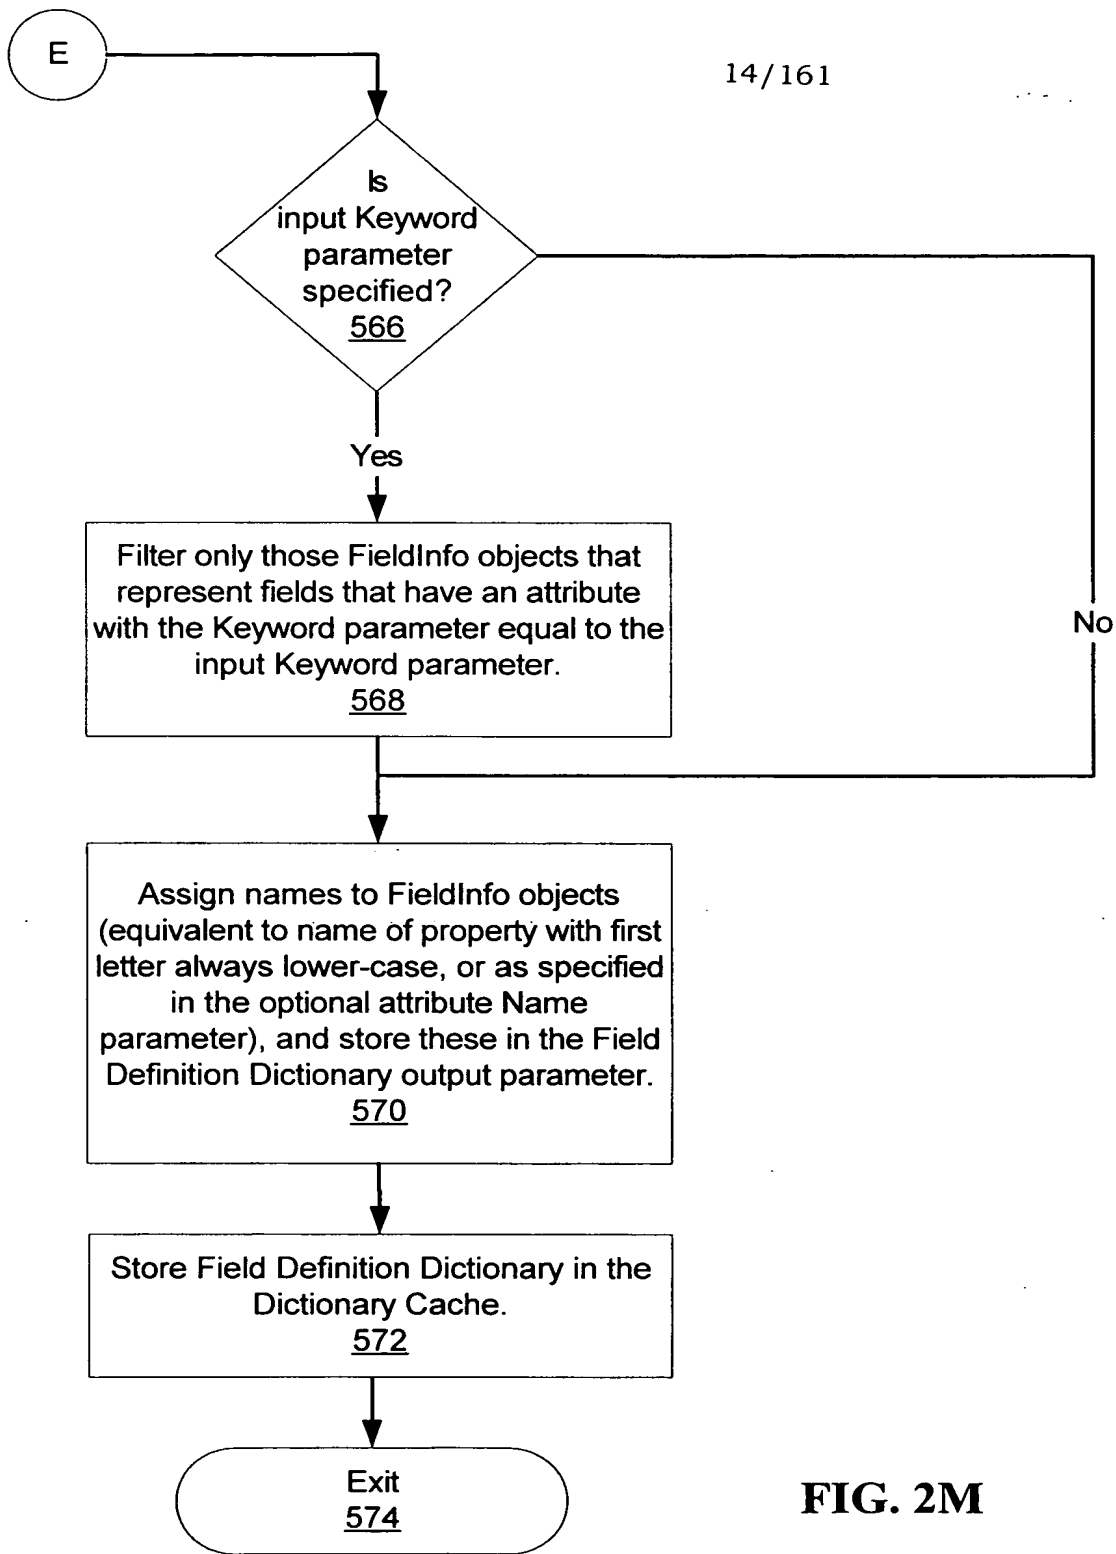 E
14/161
Is
input Keyword
parameter
specified?
566
Yes
No
Filter only those FieldInfo objects that
represent fields that have an attribute
with the Keyword parameter equal to the
input Keyword parameter.
568
Assign names to FieldInfo objects
(equivalent to name of property with first
letter always lower-case, or as specified
in the optional attribute Name
parameter), and store these in the Field
Definition Dictionary output parameter.
570
Store Field Definition Dictionary in the
Dictionary Cache.
572
Exit
574
FIG. 2M